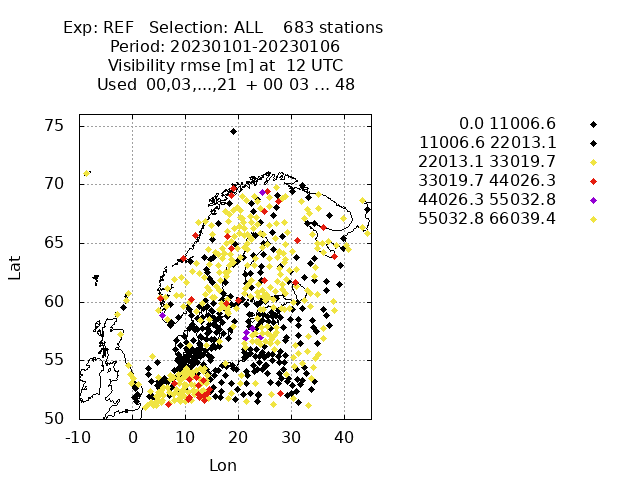 Exp: REF   Selection: ALL    683 stations
Period: 20230101-20230106
Visibility rmse [m] at  12 UTC
Used  00,03,...,21  + 00 03 ... 48
0.0 11006.6
11006.6 22013.1
22013.1 33019.7
33019.7 44026.3
44026.3 55032.8
55032.8 66039.4
75
70
65
60
55
50
Lat
-10 0 10 20 30 40
Lon